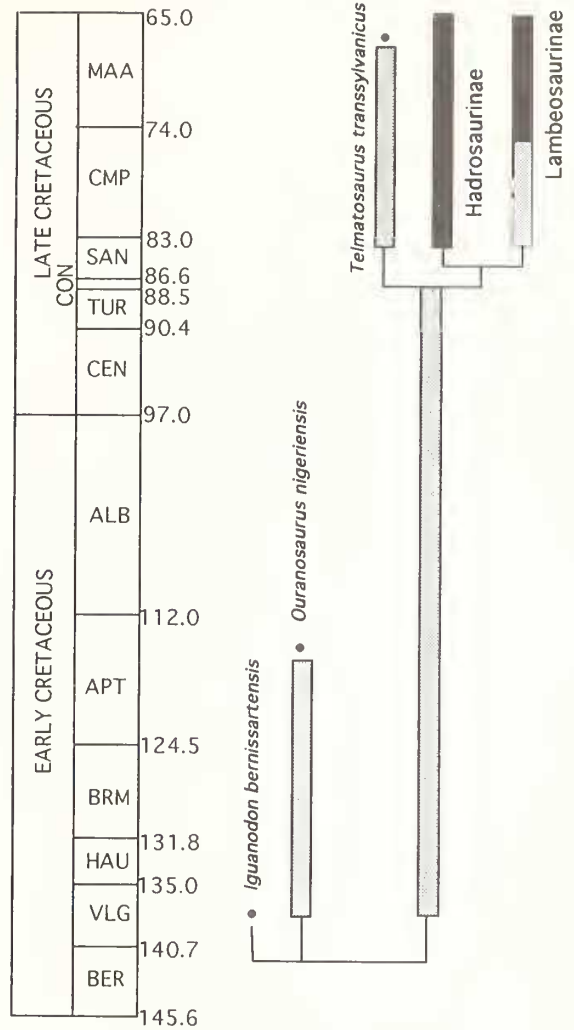 LATE CRETACEOUS
CON
EARLY CRETACEOUS
MAA
CMP
SAN
TUR
CEN
ALB
APT
BRM
HAU
VLG
BER
65.0
74.0
83.0
86.6
88.5
90.4
97.0
112.0
124.5
131.8
135.0
140.7
145.6
Iguanodon bernissartensis
Ouranosaurus nigeriensis
Telmatosaurus transsylvanicus
Hadrosaurinae
Lambeosaurinae